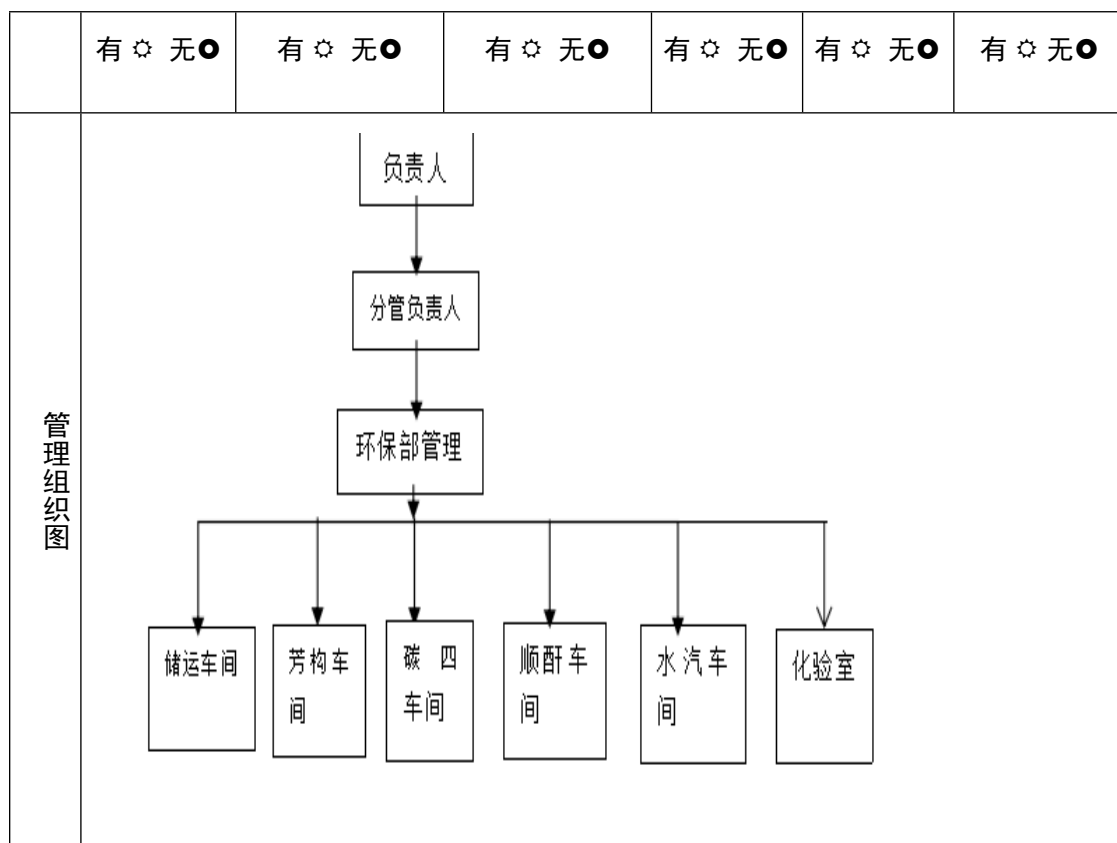 有☼ 无○ 有☼ 无○ 有☼ 无○ 有☼ 无○ 有☼ 无○ 有☼ 无○
负责人
分管负责人
环保部管理
管理组织图
储运车间
芳构车
间
碳 四
车间
顺酐车
间
水汽车
间
化验室